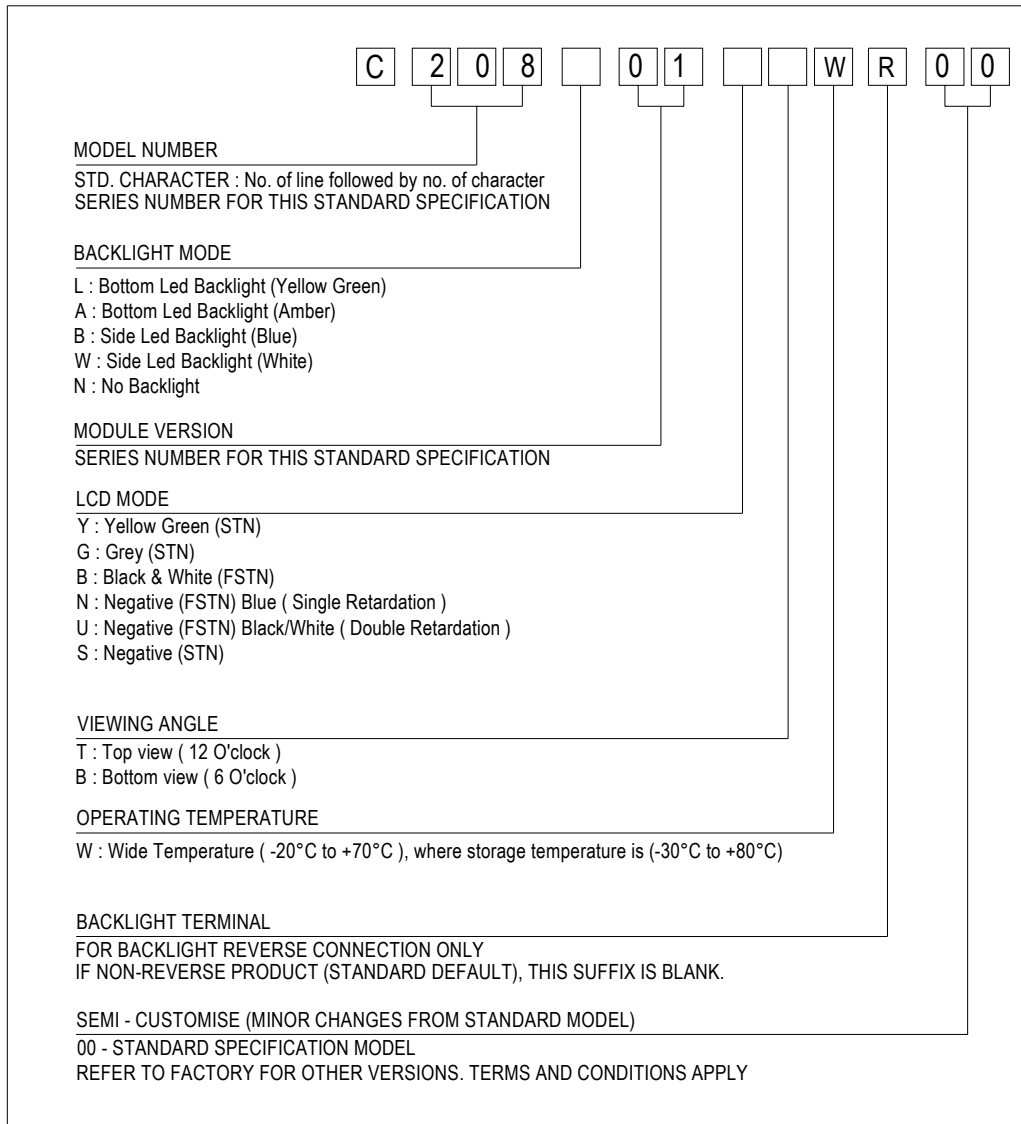 C 2 0 8 0 1 W R 0 0
MODEL NUMBER
STD. CHARACTER : No. of line followed by no. of character
SERIES NUMBER FOR THIS STANDARD SPECIFICATION
BACKLIGHT MODE
L : Bottom Led Backlight (Yellow Green)
A : Bottom Led Backlight (Amber)
B : Side Led Backlight (Blue)
W : Side Led Backlight (White)
N : No Backlight
MODULE VERSION
SERIES NUMBER FOR THIS STANDARD SPECIFICATION
LCD MODE
Y : Yellow Green (STN)
G : Grey (STN)
B : Black & White (FSTN)
N : Negative (FSTN) Blue ( Single Retardation )
U : Negative (FSTN) Black/White ( Double Retardation )
S : Negative (STN)
VIEWING ANGLE
T : Top view ( 12 O'clock )
B : Bottom view ( 6 O'clock )
OPERATING TEMPERATURE
W : Wide Temperature ( -20°C to +70°C ), where storage temperature is (-30°C to +80°C)
BACKLIGHT TERMINAL
FOR BACKLIGHT REVERSE CONNECTION ONLY
IF NON-REVERSE PRODUCT (STANDARD DEFAULT), THIS SUFFIX IS BLANK.
SEMI - CUSTOMISE (MINOR CHANGES FROM STANDARD MODEL)
00 - STANDARD SPECIFICATION MODEL
REFER TO FACTORY FOR OTHER VERSIONS. TERMS AND CONDITIONS APPLY